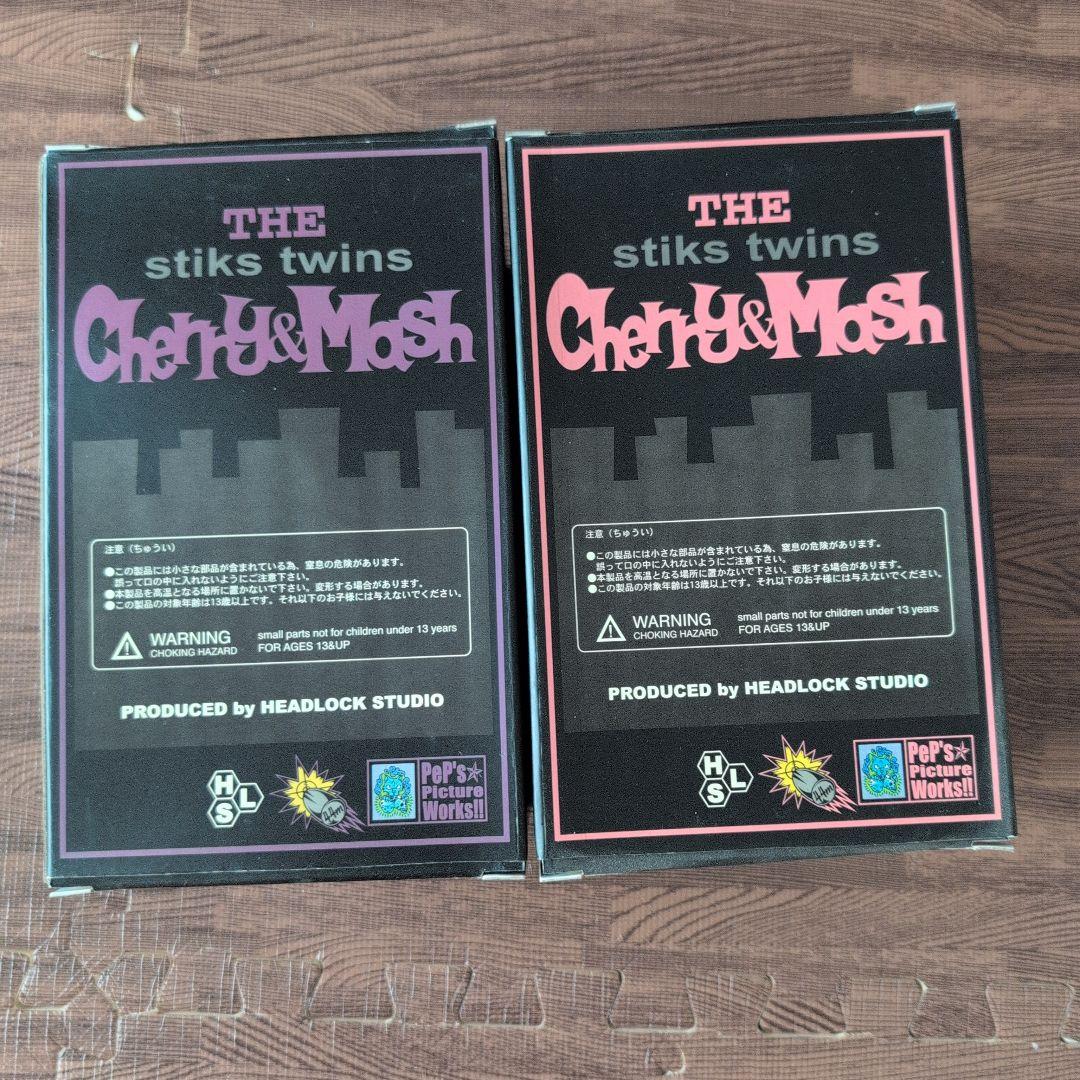 THE
stiks twins
Cherry&Mash
注意（ちゅうい）
●この製品には小さな部品が含まれている為、窒息の危険があります。
誤って口の中に入れないようにご注意下さい。
●本製品を高温となる場所に置かないで下さい。変形する場合があります。
●この製品の対象年齢は13歳以上です。それ以下のお子様には与えないでください。
WARNING
CHOKING HAZARD
small parts not for children under 13 years
FOR AGES 13&UP
PRODUCED by HEADLOCK STUDIO
HSL
44m
PeP's★
Picture
Works!!
THE
stiks twins
Cherry&Mash
注意（ちゅうい）
●この製品には小さな部品が含まれている為、窒息の危険があります。
誤って口の中に入れないようにご注意下さい。
●本製品を高温となる場所に置かないで下さい。変形する場合があります。
●この製品の対象年齢は13歳以上です。それ以下のお子様には与えないでください。
WARNING
CHOKING HAZARD
small parts not for children under 13 years
FOR AGES 13&UP
PRODUCED by HEADLOCK STUDIO
HSL
44m
PeP's★
Picture
Works!!